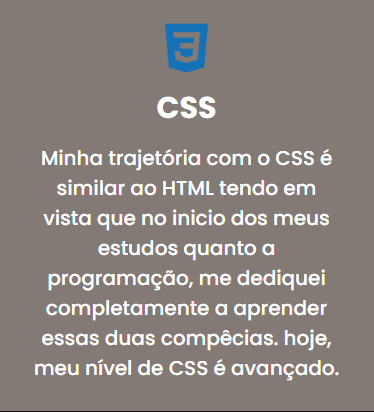 CSS
Minha trajetória com o CSS é
similar ao HTML tendo em
vista que no inicio dos meus
estudos quanto a
programação, me dediquei
completamente a aprender
essas duas compêcias. hoje,
meu nível de CSS é avançado.